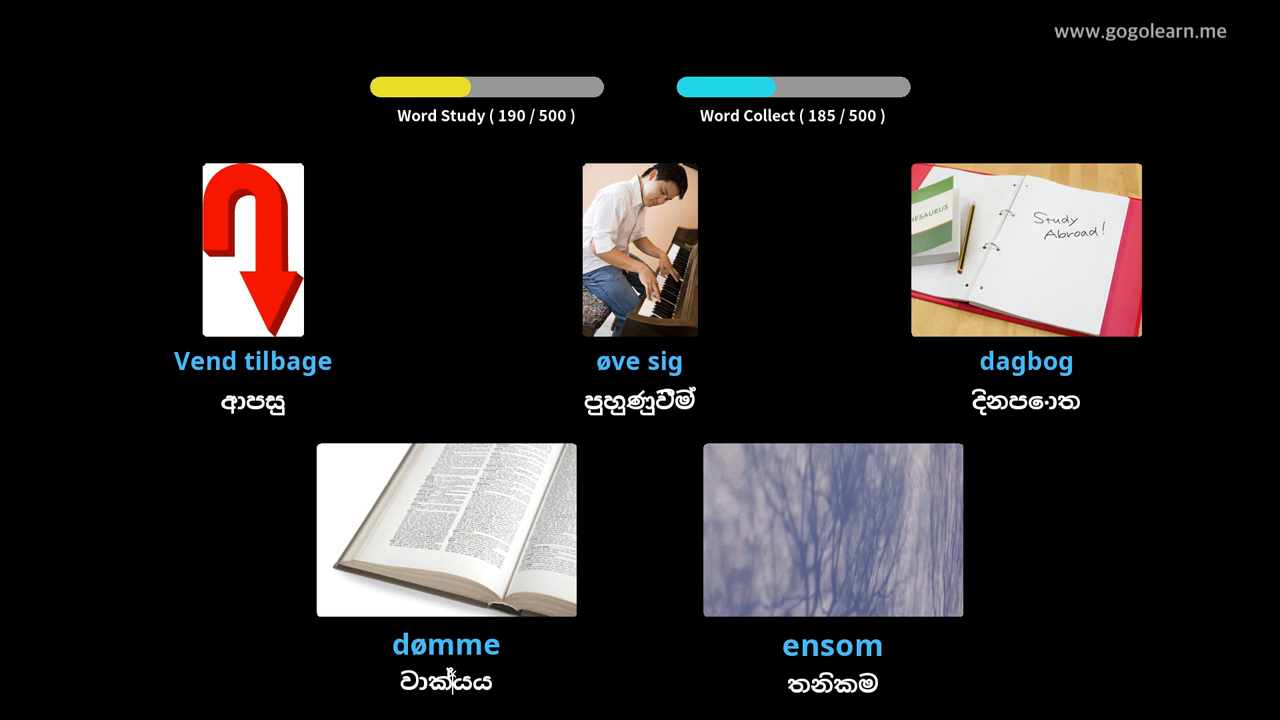 www.gogolearn.me
Word Study ( 190 / 500 )
Word Collect ( 185 / 500 )
ESAURUS
Study
Abroad!
Vend tilbage
øve sig
dagbog
ආපසු
පුහුණුවීම්
දිනපොත
dømme
ensom
වාක්‍යය
තනිකම